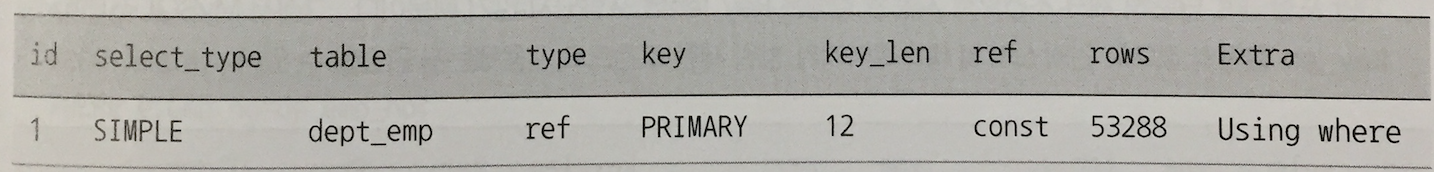 id select_type table type key key_len ref rows Extra
1 SIMPLE dept_emp ref PRIMARY 12 const 53288 Using where